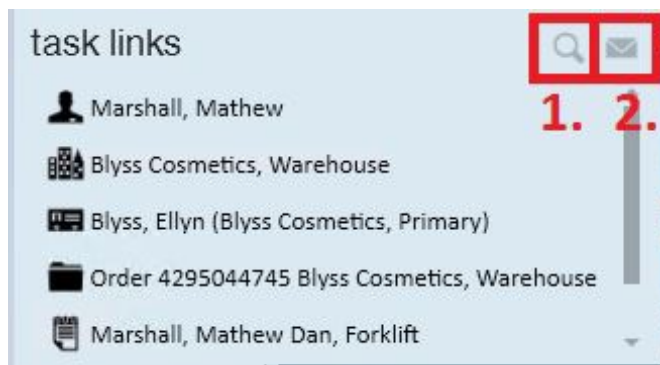 task links
1. 2.
Marshall, Mathew
Blyss Cosmetics, Warehouse
Blyss, Ellyn (Blyss Cosmetics, Primary)
Order 4295044745 Blyss Cosmetics, Warehouse
Marshall, Mathew Dan, Forklift